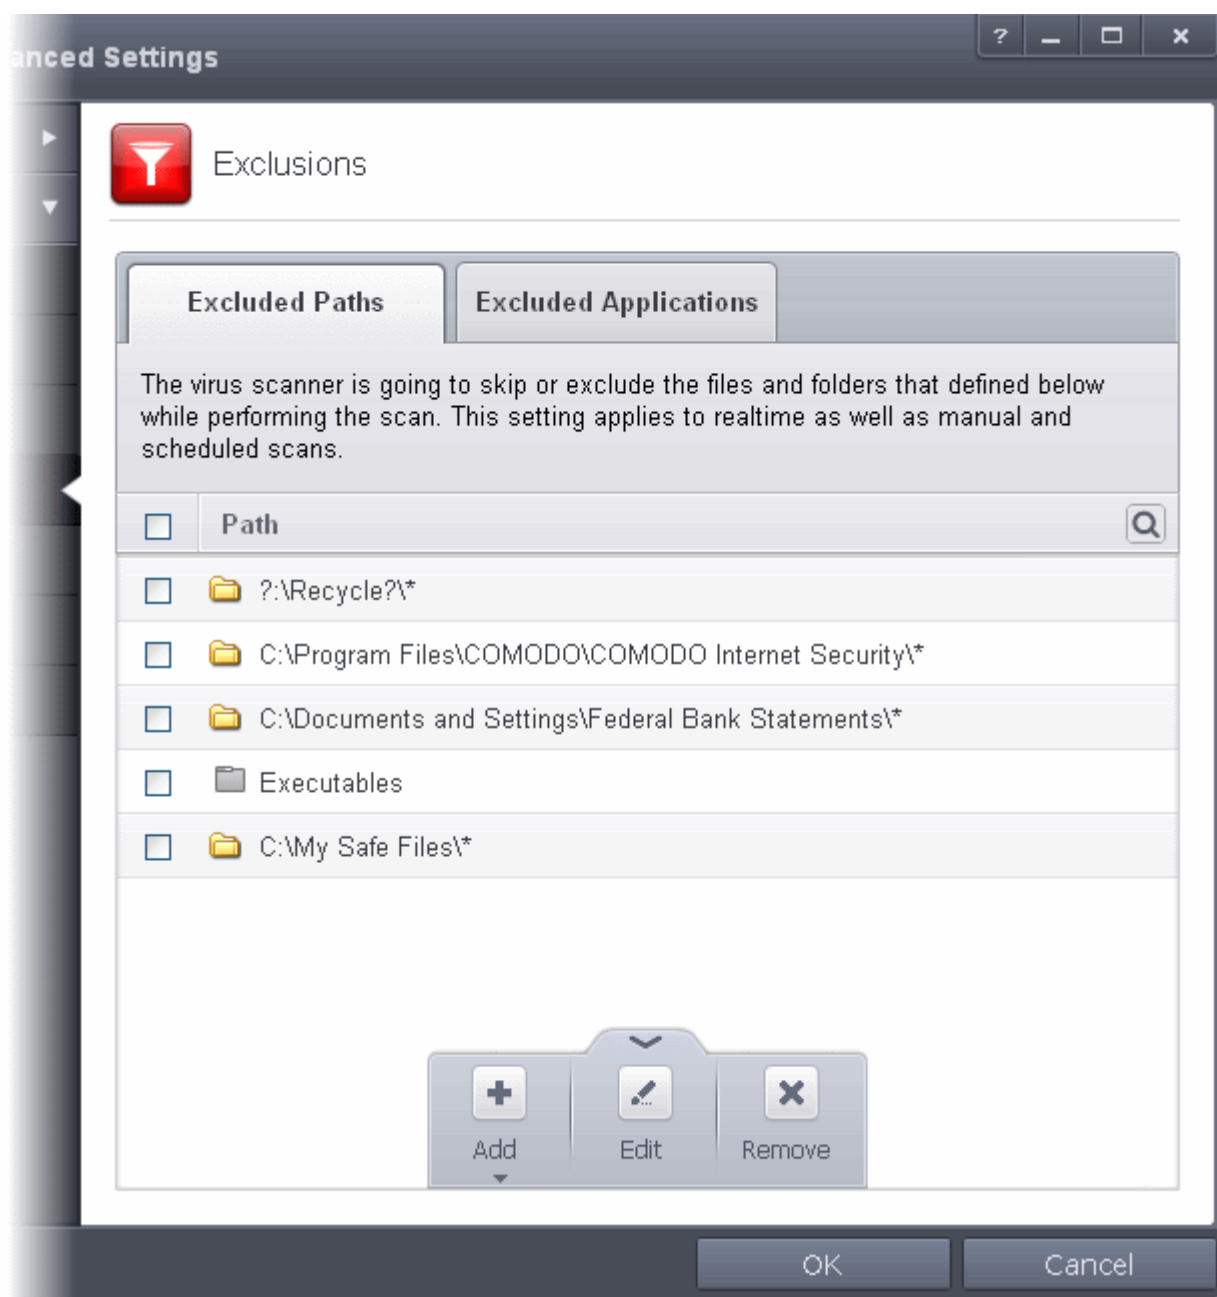 anced Settings
?
Exclusions
Excluded Paths
Excluded Applications
The virus scanner is going to skip or exclude the files and folders that defined below
while performing the scan. This setting applies to realtime as well as manual and
scheduled scans.
Path
?:\Recycle?\*
C:\Program Files\COMODO\COMODO Internet Security\*
C:\Documents and Settings\Federal Bank Statements\*
Executables
C:\My Safe Files\*
Add
Edit
Remove
OK
Cancel